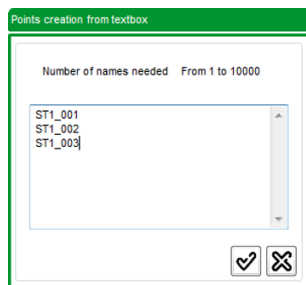 Points creation from textbox
Number of names needed From 1 to 10000
ST1_001
ST1_002
ST1_003